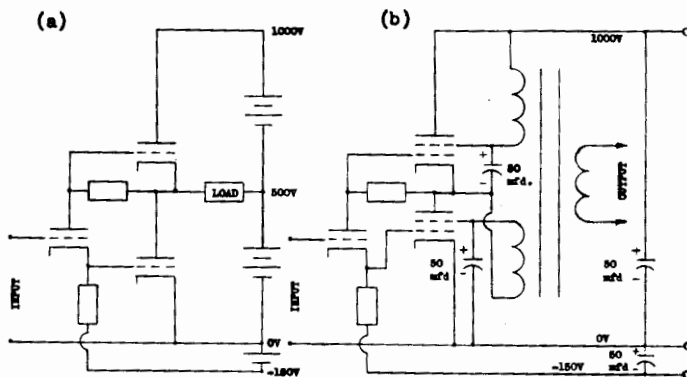 (a)
1000V
LOAD
500V
INPUT
0V
-150V
(b)
1000V
+
50
mfd.
-
OUTPUT
INPUT
+
50
mfd
-
+
50
mfd
-
0V
-150V
+
50
mfd
-